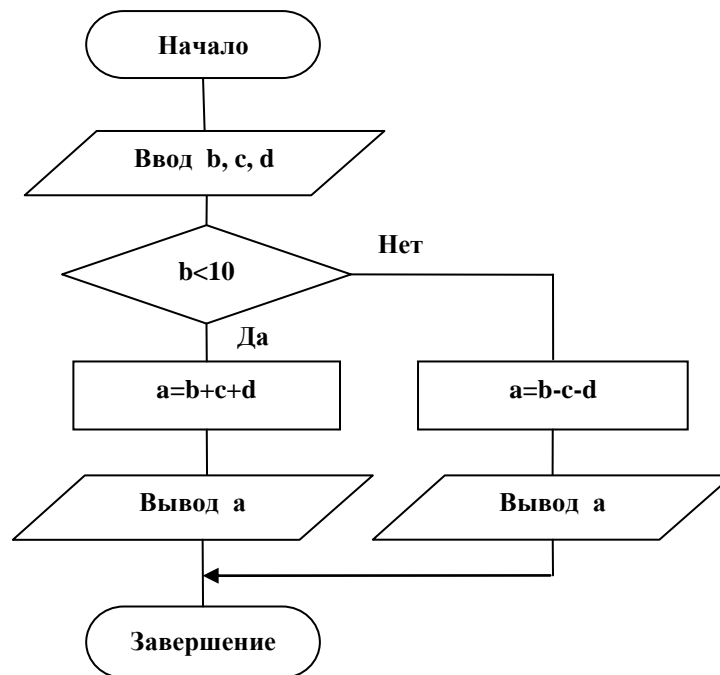 Начало
Ввод b, c, d
Нет
b<10
Да
a=b+c+d
a=b-c-d
Вывод a
Вывод a
Завершение